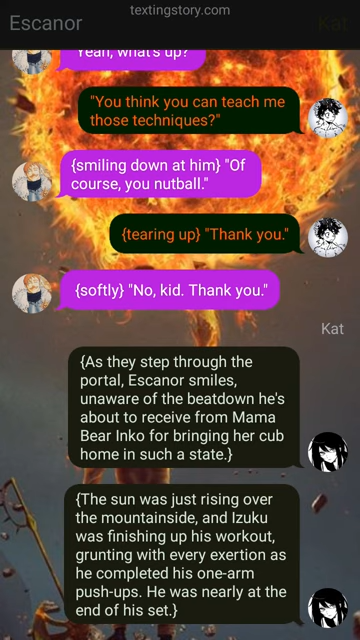 textingstory.com
Escanor
Kat
Yeah, what's up?
"You think you can teach me
those techniques?"
{smiling down at him} "Of
course, you nutball."
{tearing up} "Thank you."
{softly} "No, kid. Thank you."
Kat
{As they step through the
portal, Escanor smiles,
unaware of the beatdown he's
about to receive from Mama
Bear Inko for bringing her cub
home in such a state.}
{The sun was just rising over
the mountainside, and Izuku
was finishing up his workout,
grunting with every exertion as
he completed his one-arm
push-ups. He was nearly at the
end of his set.}